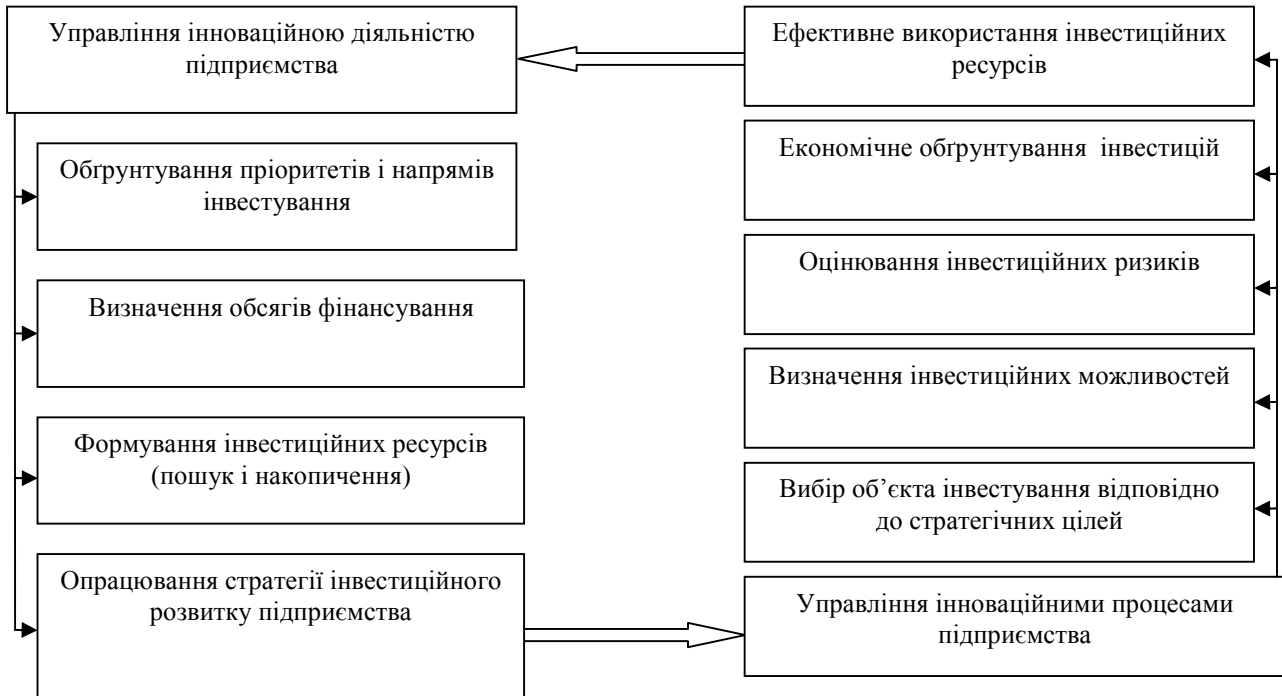 Управління інноваційною діяльністю
підприємства
Обґрунтування пріоритетів і напрямів
інвестування
Визначення обсягів фінансування
Формування інвестиційних ресурсів
(пошук і накопичення)
Опрацювання стратегії інвестиційного
розвитку підприємства
Ефективне використання інвестиційних
ресурсів
Економічне обґрунтування інвестицій
Оцінювання інвестиційних ризиків
Визначення інвестиційних можливостей
Вибір об’єкта інвестування відповідно
до стратегічних цілей
Управління інноваційними процесами
підприємства